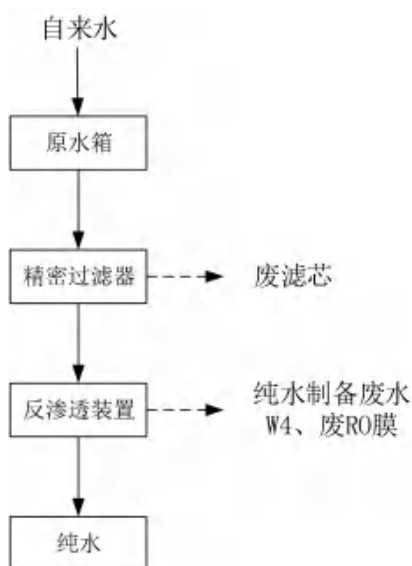 自来水
原水箱
精密过滤器
废滤芯
反渗透装置
纯水制备废水
W4、废RO膜
纯水